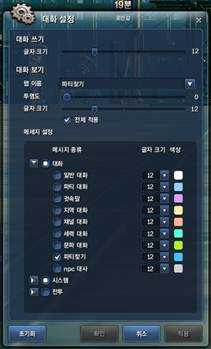 19분
대화 설정
대화 쓰기
글자 크기 12
대화 보기
탭 이름 파티찾기
투명도 0
글자 크기 12
전체 적용
메세지 설정
메시지 종류 글자 크기 색상
대화
일반 대화 12
파티 대화 12
귓속말 12
지역 대화 12
채널 대화 12
세력 대화 12
문파 대화 12
파티찾기 12
npc 대사 12
시스템
전투
초기화 확인 취소 적용